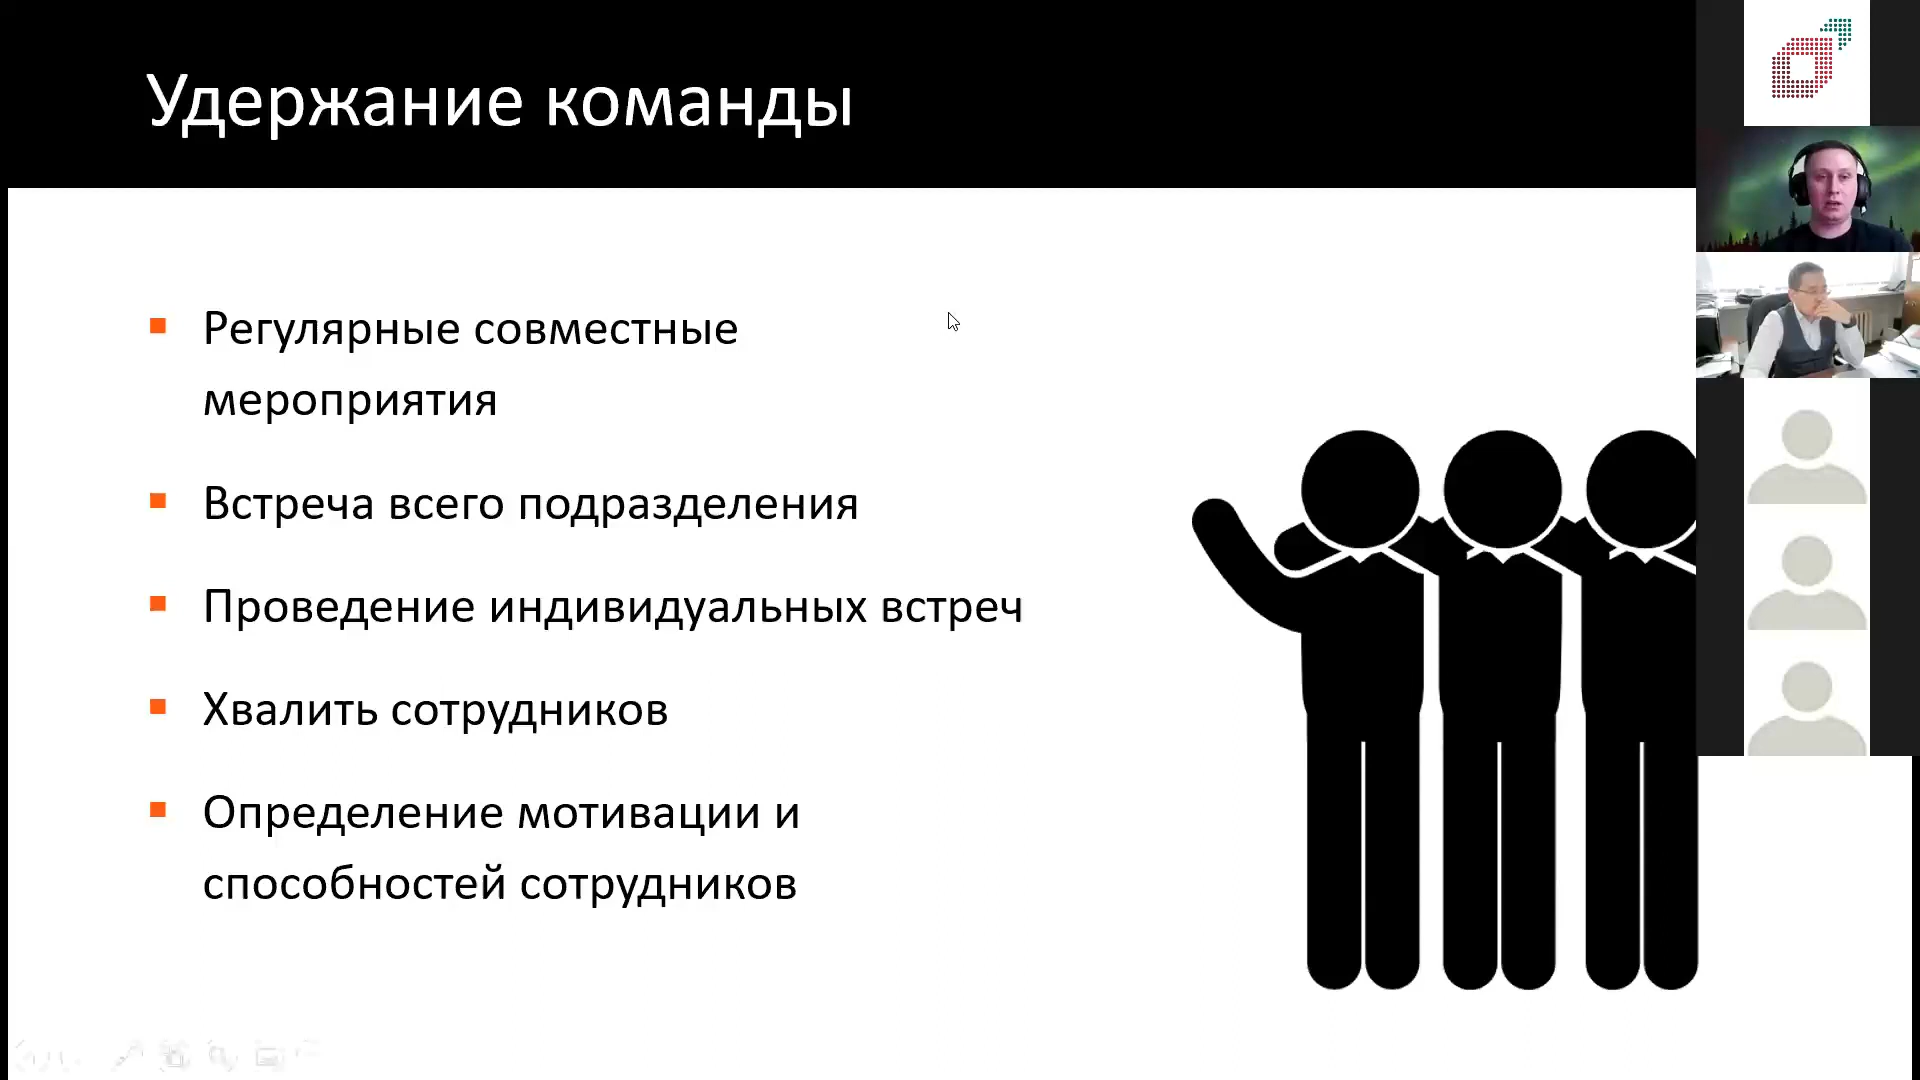 Удержание команды
Регулярные совместные
мероприятия
Встреча всего подразделения
Проведение индивидуальных встреч
Хвалить сотрудников
Определение мотивации и
способностей сотрудников